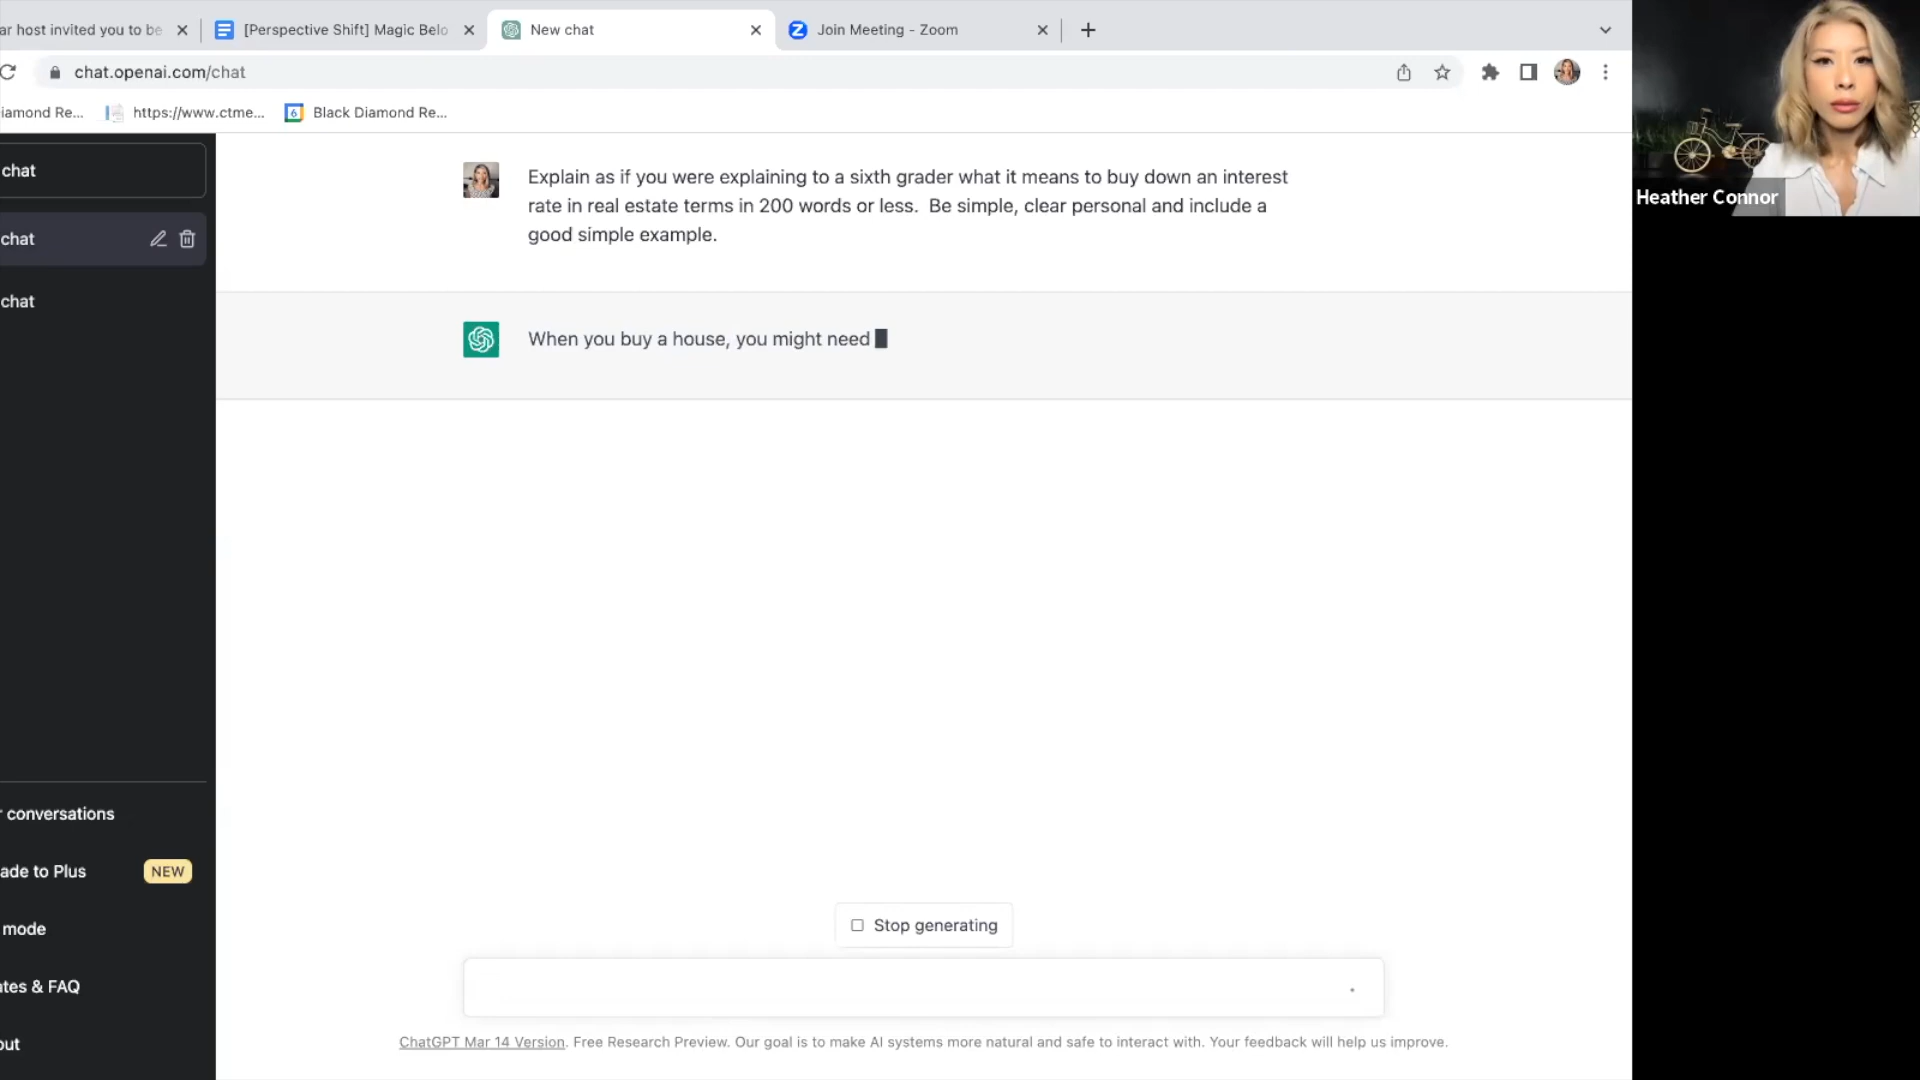 ar host invited you to be
[Perspective Shift] Magic Belo
New chat
Join Meeting - Zoom
chat.openai.com/chat
iamond Re...
https://www.ctme...
6
Black Diamond Re...
chat
chat
chat
Explain as if you were explaining to a sixth grader what it means to buy down an interest
rate in real estate terms in 200 words or less.  Be simple, clear personal and include a
good simple example.
When you buy a house, you might need
Heather Connor
r conversations
ade to Plus
NEW
mode
ates & FAQ
out
Stop generating
ChatGPT Mar 14 Version. Free Research Preview. Our goal is to make AI systems more natural and safe to interact with. Your feedback will help us improve.